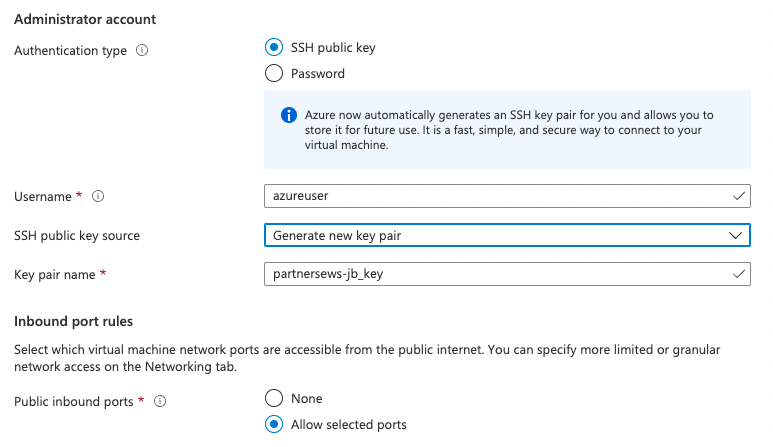 Administrator account
Authentication type
SSH public key
Password
Azure now automatically generates an SSH key pair for you and allows you to
store it for future use. It is a fast, simple, and secure way to connect to your
virtual machine.
Username *
azureuser
SSH public key source
Generate new key pair
Key pair name *
partnersews-jb_key
Inbound port rules
Select which virtual machine network ports are accessible from the public internet. You can specify more limited or granular
network access on the Networking tab.
Public inbound ports *
None
Allow selected ports